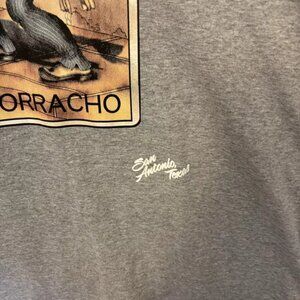 ORRACHO
San
Antonio,
Texas